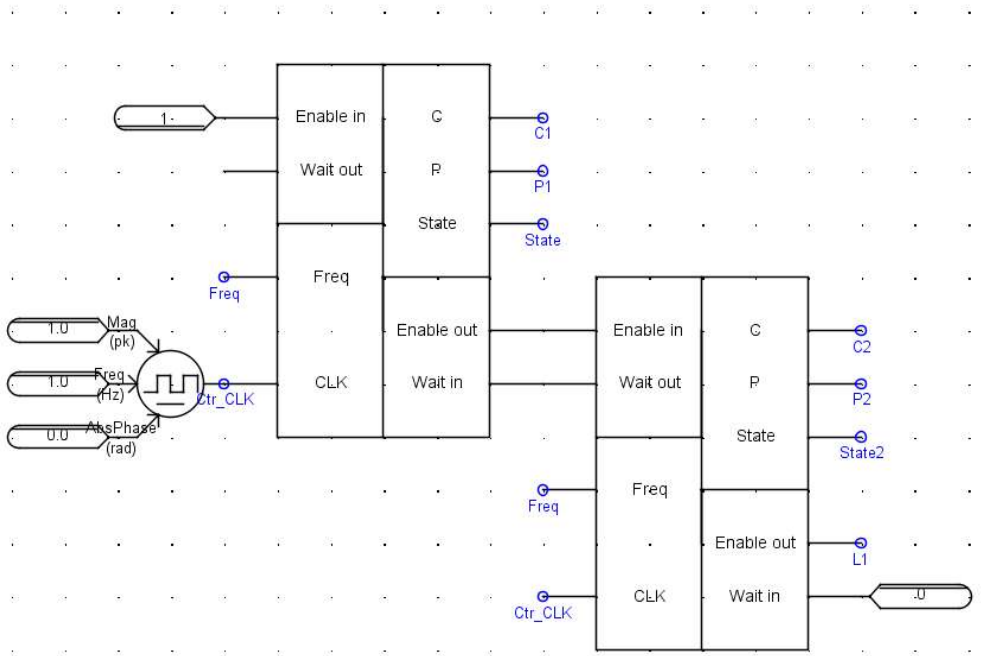 1
Enable in
C
C1
Wait out
P
P1
State
State
Freq
Freq
1.0
Mag
(pk)
Enable out
Enable in
C
C2
1.0
Freq
(Hz)
Ctr_CLK
CLK
Wait in
Wait out
P
P2
0.0
AbsPhase
(rad)
State
State2
Freq
Freq
Enable out
L1
Ctr_CLK
CLK
Wait in
0